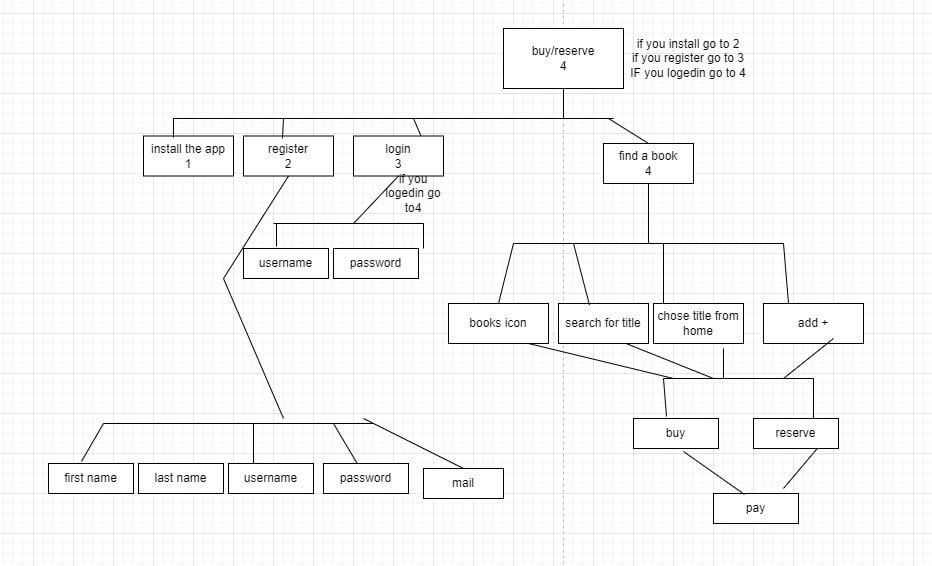 buy/reserve
4
if you install go to 2
if you register go to 3
IF you logedin go to 4
install the app
1
register
2
login
3
if you
logedin go
to4
find a book
4
username
password
books icon
search for title
chose title from
home
add +
buy
reserve
first name
last name
username
password
mail
pay